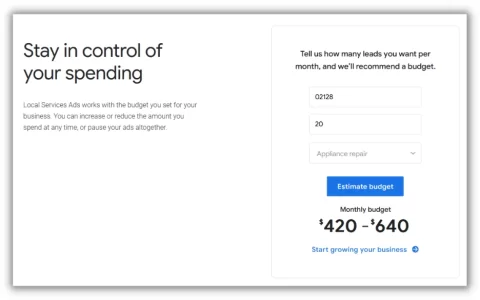 Stay in control of
your spending
Local Services Ads works with the budget you set for your
business. You can increase or reduce the amount you
spend at any time, or pause your ads altogether.
Tell us how many leads you want per
month, and we'll recommend a budget.
02128
20
Appliance repair
Estimate budget
Monthly budget
$420 - $640
Start growing your business